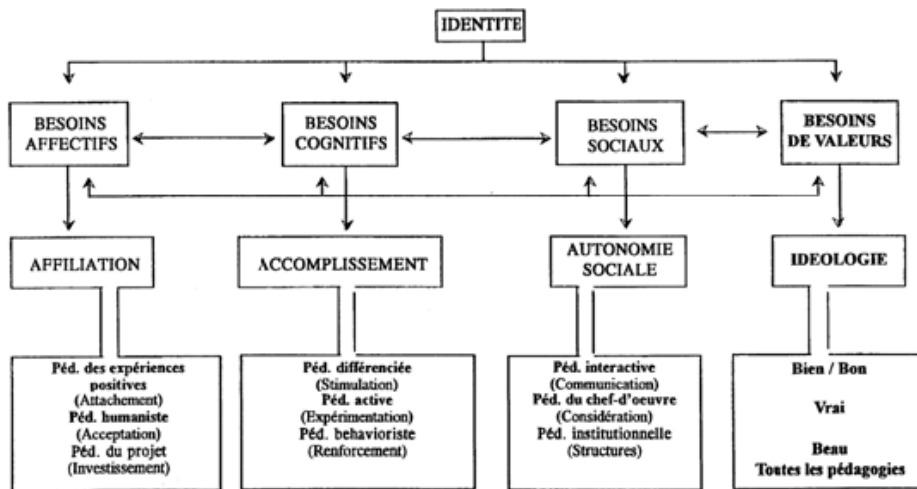 IDENTITE
BESOINS
AFFECTIFS
BESOINS
COGNITIFS
BESOINS
SOCIAUX
BESOINS
DE VALEURS
AFFILIATION
ACCOMPLISSEMENT
AUTONOMIE
SOCIALE
IDEOLOGIE
Péd. des expériences
positives
(Attachement)
Péd. humaniste
(Acceptation)
Péd. du projet
(Investissement)
Péd. différenciée
(Stimulation)
Péd. active
(Expérimentation)
Péd. behavioriste
(Renforcement)
Péd. interactive
(Communication)
Péd. du chef-d'oeuvre
(Considération)
Péd. institutionnelle
(Structures)
Bien / Bon
Vrai
Beau
Toutes les pédagogies